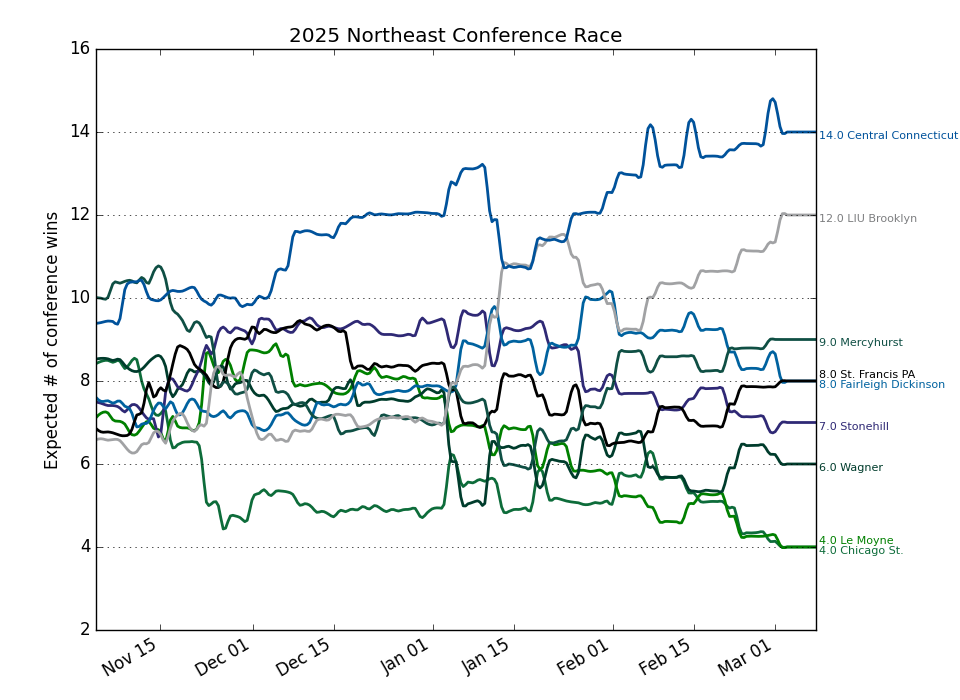 2025 Northeast Conference Race
Expected # of conference wins
16
14
12
10
8
6
4
2
14.0 Central Connecticut
12.0 LIU Brooklyn
9.0 Mercyhurst
8.0 St. Francis PA
8.0 Fairleigh Dickinson
7.0 Stonehill
6.0 Wagner
4.0 Le Moyne
4.0 Chicago St.
Nov 15
Dec 01
Dec 15
Jan 01
Jan 15
Feb 01
Feb 15
Mar 01